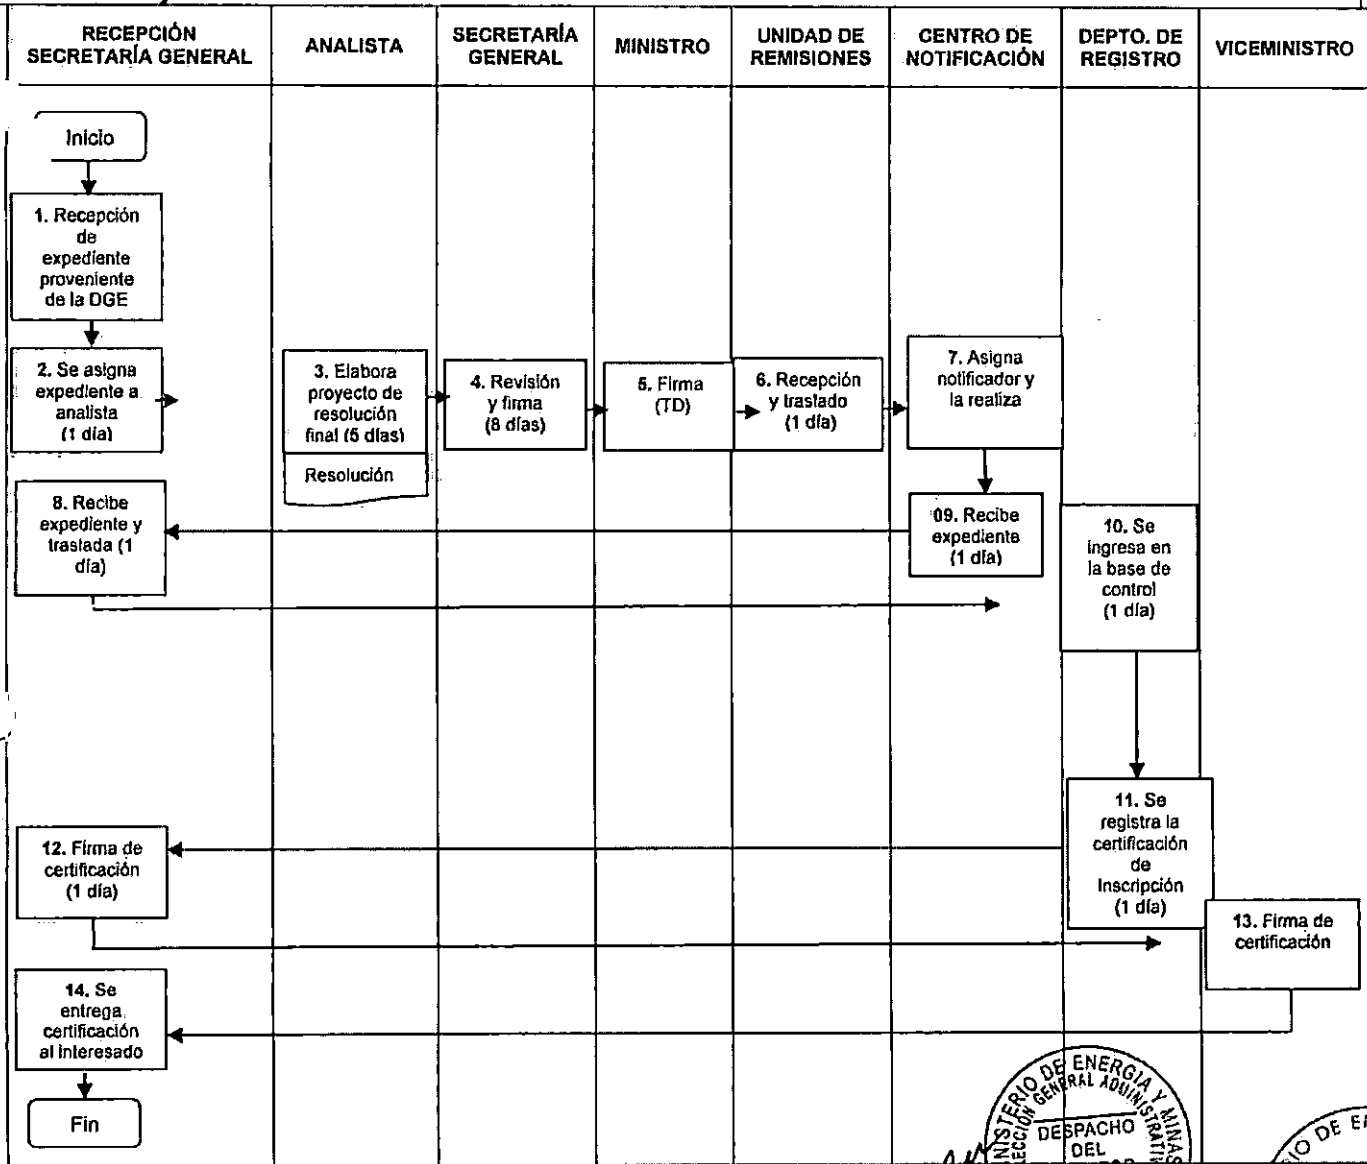 RECEPCIÓN
SECRETARÍA GENERAL
ANALISTA
SECRETARÍA
GENERAL
MINISTRO
UNIDAD DE
REMISIONES
CENTRO DE
NOTIFICACIÓN
DEPTO. DE
REGISTRO
VICEMINISTRO
Inicio
1. Recepción
de
expediente
proveniente
de la DGE
2. Se asigna
expediente a
analista
(1 día)
3. Elabora
proyecto de
resolución
final (5 días)
Resolución
4. Revisión
y firma
(8 días)
5. Firma
(TD)
6. Recepción
y traslado
(1 día)
7. Asigna
notificador y
la realiza
8. Recibe
expediente y
traslada (1
día)
09. Recibe
expediente
(1 día)
10. Se
ingresa en
la base de
control
(1 día)
11. Se
registra la
certificación
de
Inscripción
(1 día)
12. Firma de
certificación
(1 día)
13. Firma de
certificación
14. Se
entrega
certificación
al interesado
Fin
DE ENERGIA Y MINAS
GENERAL
DESPACHO
DEL
DE